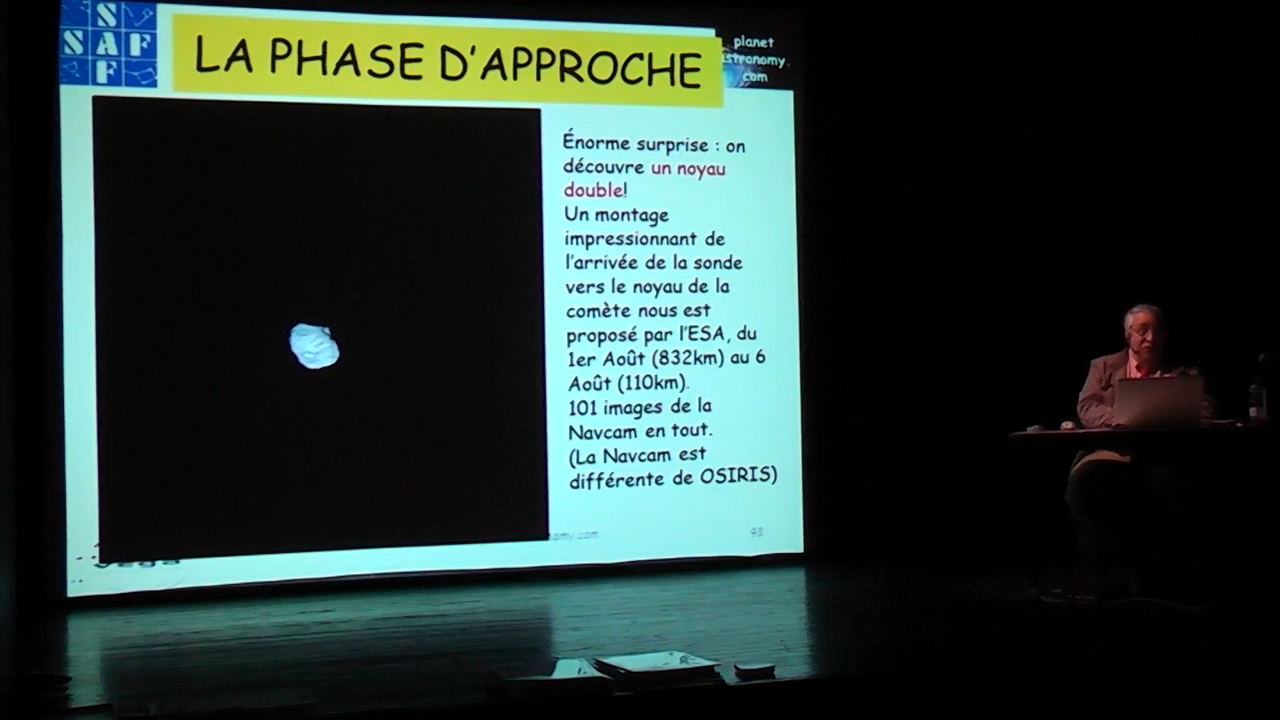 S
SAF
F
LA PHASE D'APPROCHE
planet
astronomy.
com
Énorme surprise : on
découvre un noyau
double!
Un montage
impressionnant de
l'arrivée de la sonde
vers le noyau de la
comète nous est
proposé par l'ESA, du
1er Août (832km) au 6
Août (110km).
101 images de la
Navcam en tout.
(La Navcam est
différente de OSIRIS)